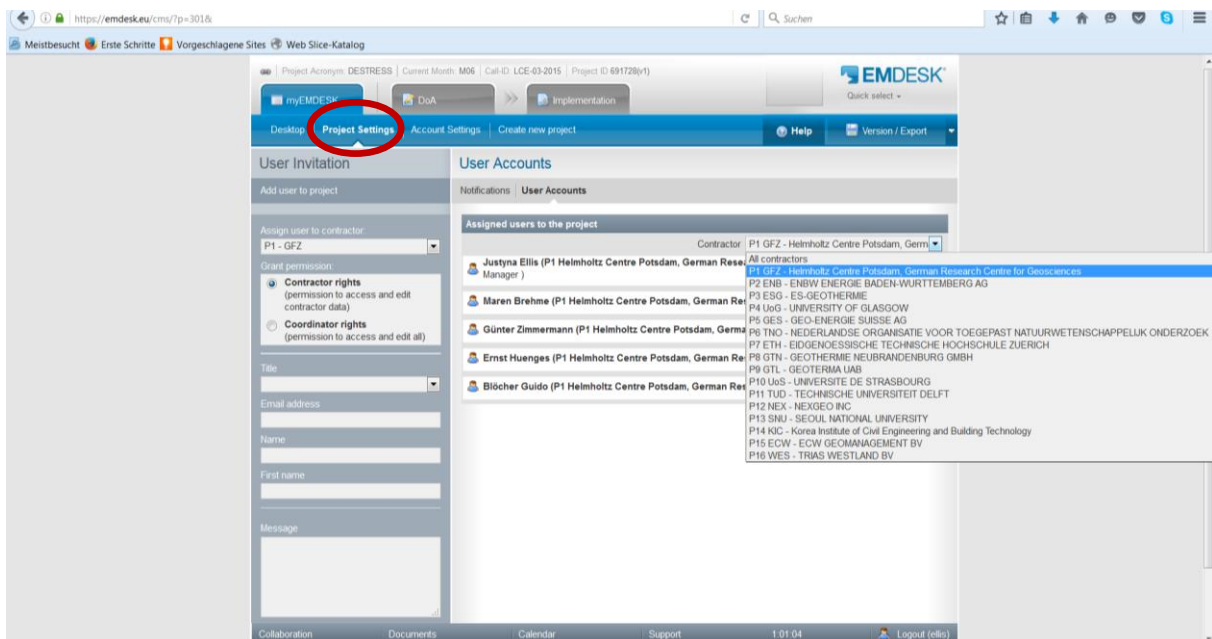 https://emdesk.eu/cms/?p=301&
Suchen
Meistbesucht Erste Schritte Vorgeschlagene Sites Web Slice-Katalog
Project Acronym: DESTRESS Current Month: M06 Call-ID: LCE-03-2015 Project ID 691728(v1)
EMDESK
Quick select
myEMDESK DoA Implementation
Desktop Project Settings Account Settings Create new project Help Version / Export
User Invitation
User Accounts
Add user to project
Notifications User Accounts
Assign user to contractor:
P1 - GFZ
Grant permission:
Contractor rights
(permission to access and edit
contractor data)
Coordinator rights
(permission to access and edit all)
Title
Email address
Name
First name
Message
Assigned users to the project
Contractor P1 GFZ - Helmholtz Centre Potsdam, Germ
Justyna Ellis (P1 Helmholtz Centre Potsdam, German Rese
Manager )
Maren Brehme (P1 Helmholtz Centre Potsdam, German Re
Günter Zimmermann (P1 Helmholtz Centre Potsdam, Germa
Ernst Huenges (P1 Helmholtz Centre Potsdam, German Re
Blöcher Guido (P1 Helmholtz Centre Potsdam, German Res
All contractors
P1 GFZ - Helmholtz Centre Potsdam, German Research Centre for Geosciences
P2 ENB - ENBW ENERGIE BADEN-WURTTEMBERG AG
P3 ESG - ES-GEOTHERMIE
P4 UoG - UNIVERSITY OF GLASGOW
P5 GES - GEO-ENERGIE SUISSE AG
P6 TNO - NEDERLANDSE ORGANISATIE VOOR TOEGEPAST NATUURWETENSCHAPPELIJK ONDERZOEK
P7 ETH - EIDGENOESSISCHE TECHNISCHE HOCHSCHULE ZUERICH
P8 GTN - GEOTHERMIE NEUBRANDENBURG GMBH
P9 GTL - GEOTERMA UAB
P10 UoS - UNIVERSITE DE STRASBOURG
P11 TUD - TECHNISCHE UNIVERSITEIT DELFT
P12 NEX - NEXGEO INC
P13 SNU - SEOUL NATIONAL UNIVERSITY
P14 KIC - Korea Institute of Civil Engineering and Building Technology
P15 ECW - ECW GEOMANAGEMENT BV
P16 WES - TRIAS WESTLAND BV
Collaboration Documents Calendar Support 1:01:04 Logout (ellis)